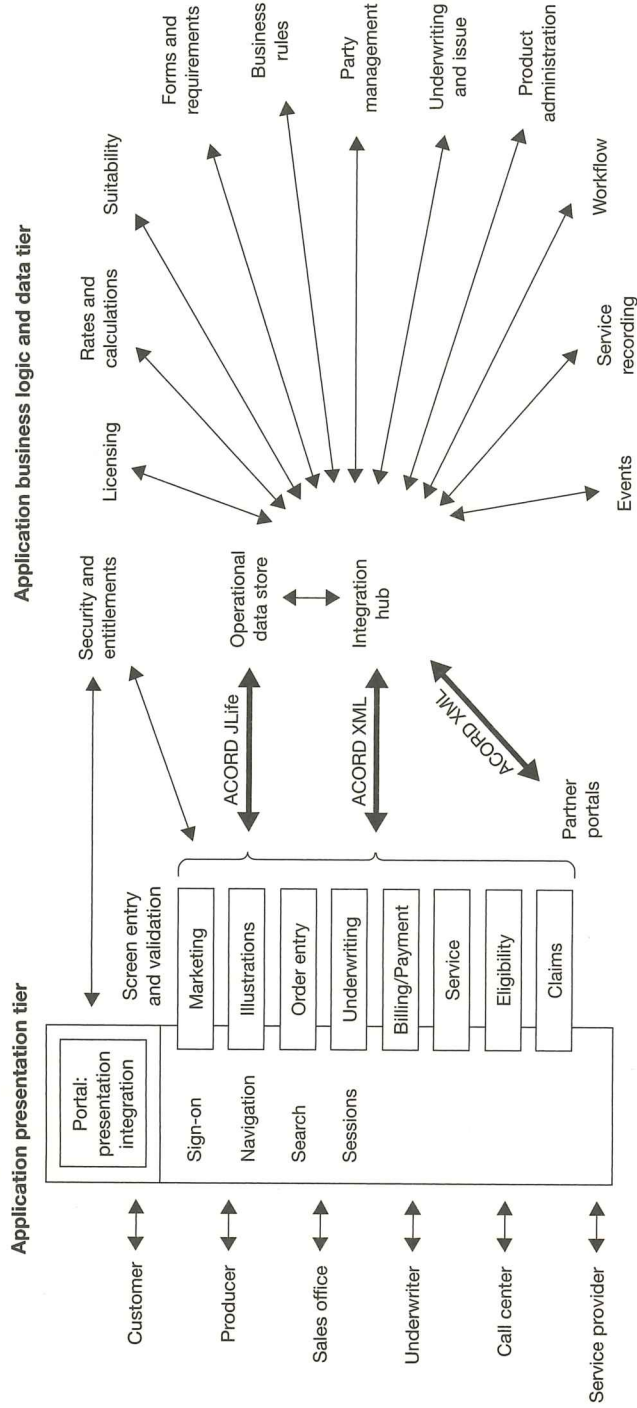 Application presentation tier
Application business logic and data tier
Customer
Producer
Sales office
Underwriter
Call center
Service provider
Portal:
presentation
integration
Sign-on
Navigation
Search
Sessions
Screen entry
and validation
Marketing
Illustrations
Order entry
Underwriting
Billing/Payment
Service
Eligibility
Claims
Security and
entitlements
ACORD JLife
ACORD XML
ACORD XML
Partner
portals
Operational
data store
Integration
hub
Licensing
Rates and
calculations
Suitability
Forms and
requirements
Business
rules
Party
management
Underwriting
and issue
Product
administration
Workflow
Service
recording
Events